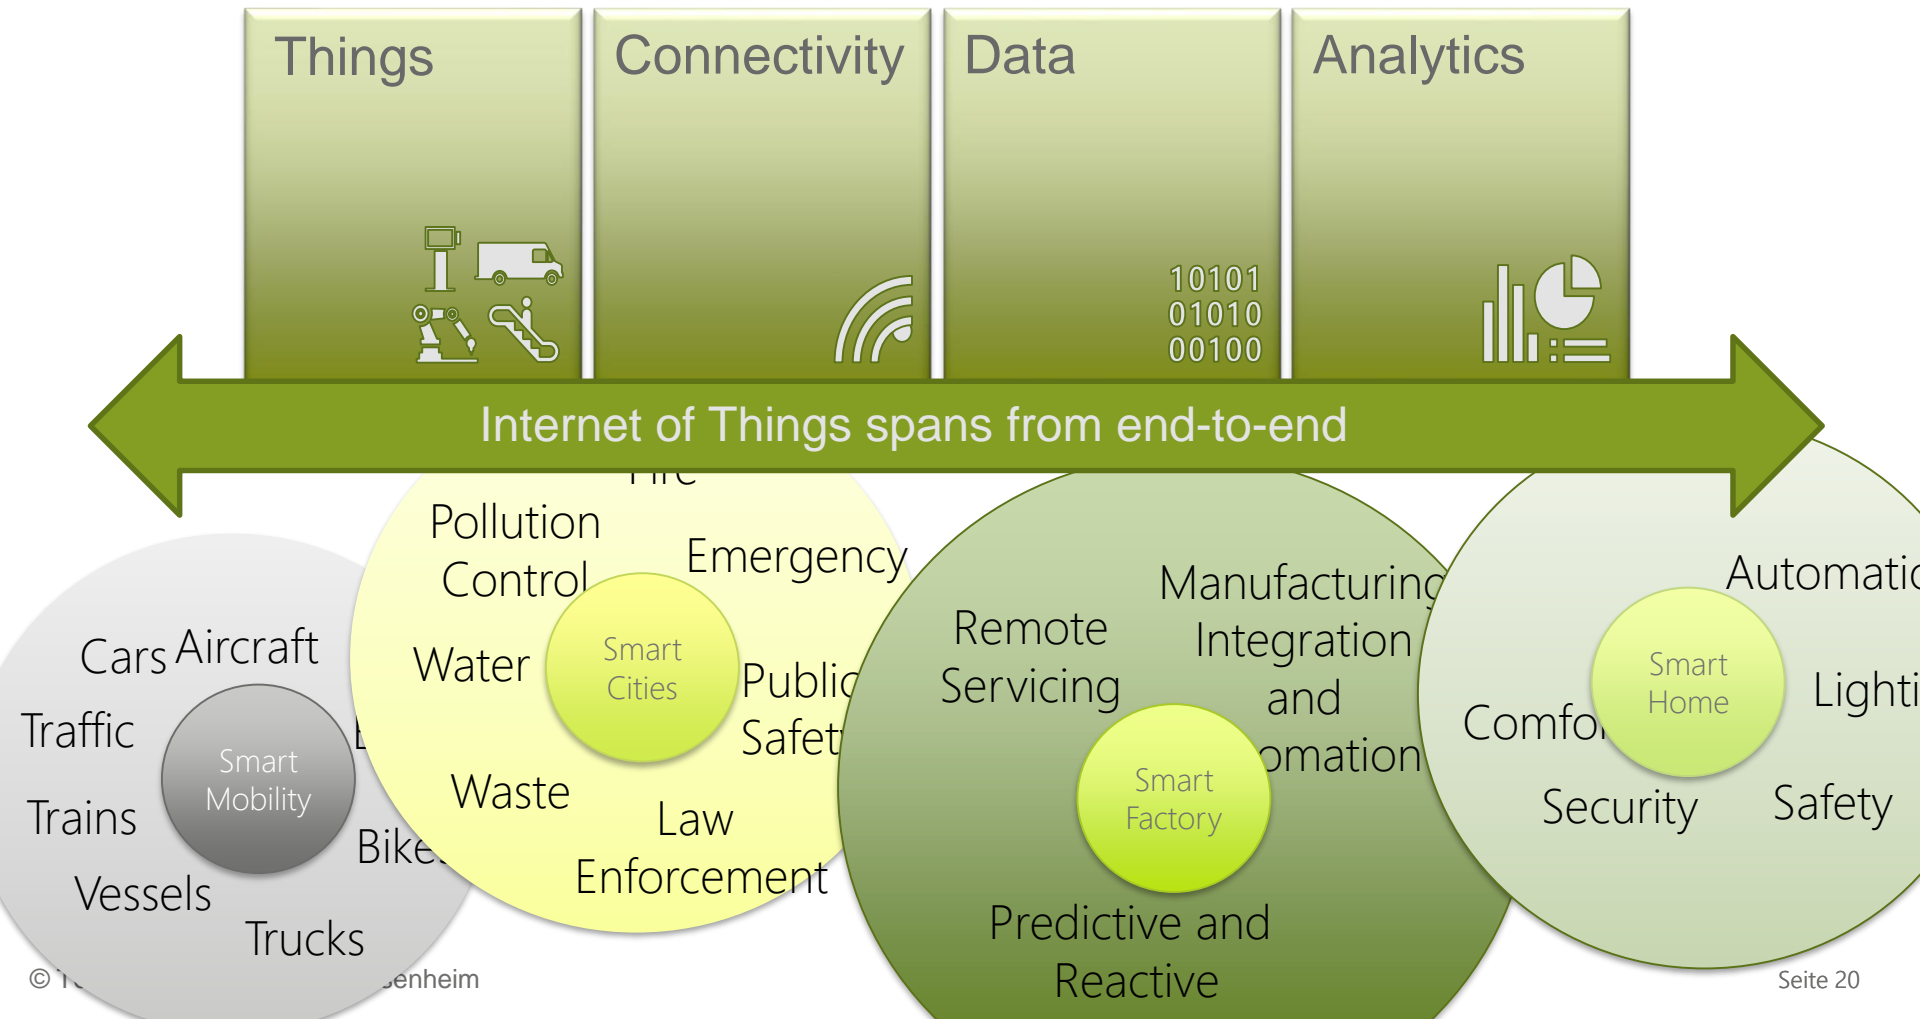 Things
Connectivity
Data
Analytics
10101
01010
00100
Internet of Things spans from end-to-end
Cars
Aircraft
Traffic
Trains
Vessels
Trucks
Smart
Mobility
Pollution
Control
Emergency
Water
Public
Waste
Law
Enforcement
Smart
Cities
Remote
Servicing
Manufacturing
Integration
and
Predictive and
Reactive
Smart
Factory
Security
Safety
Smart
Home
©
Seite 20